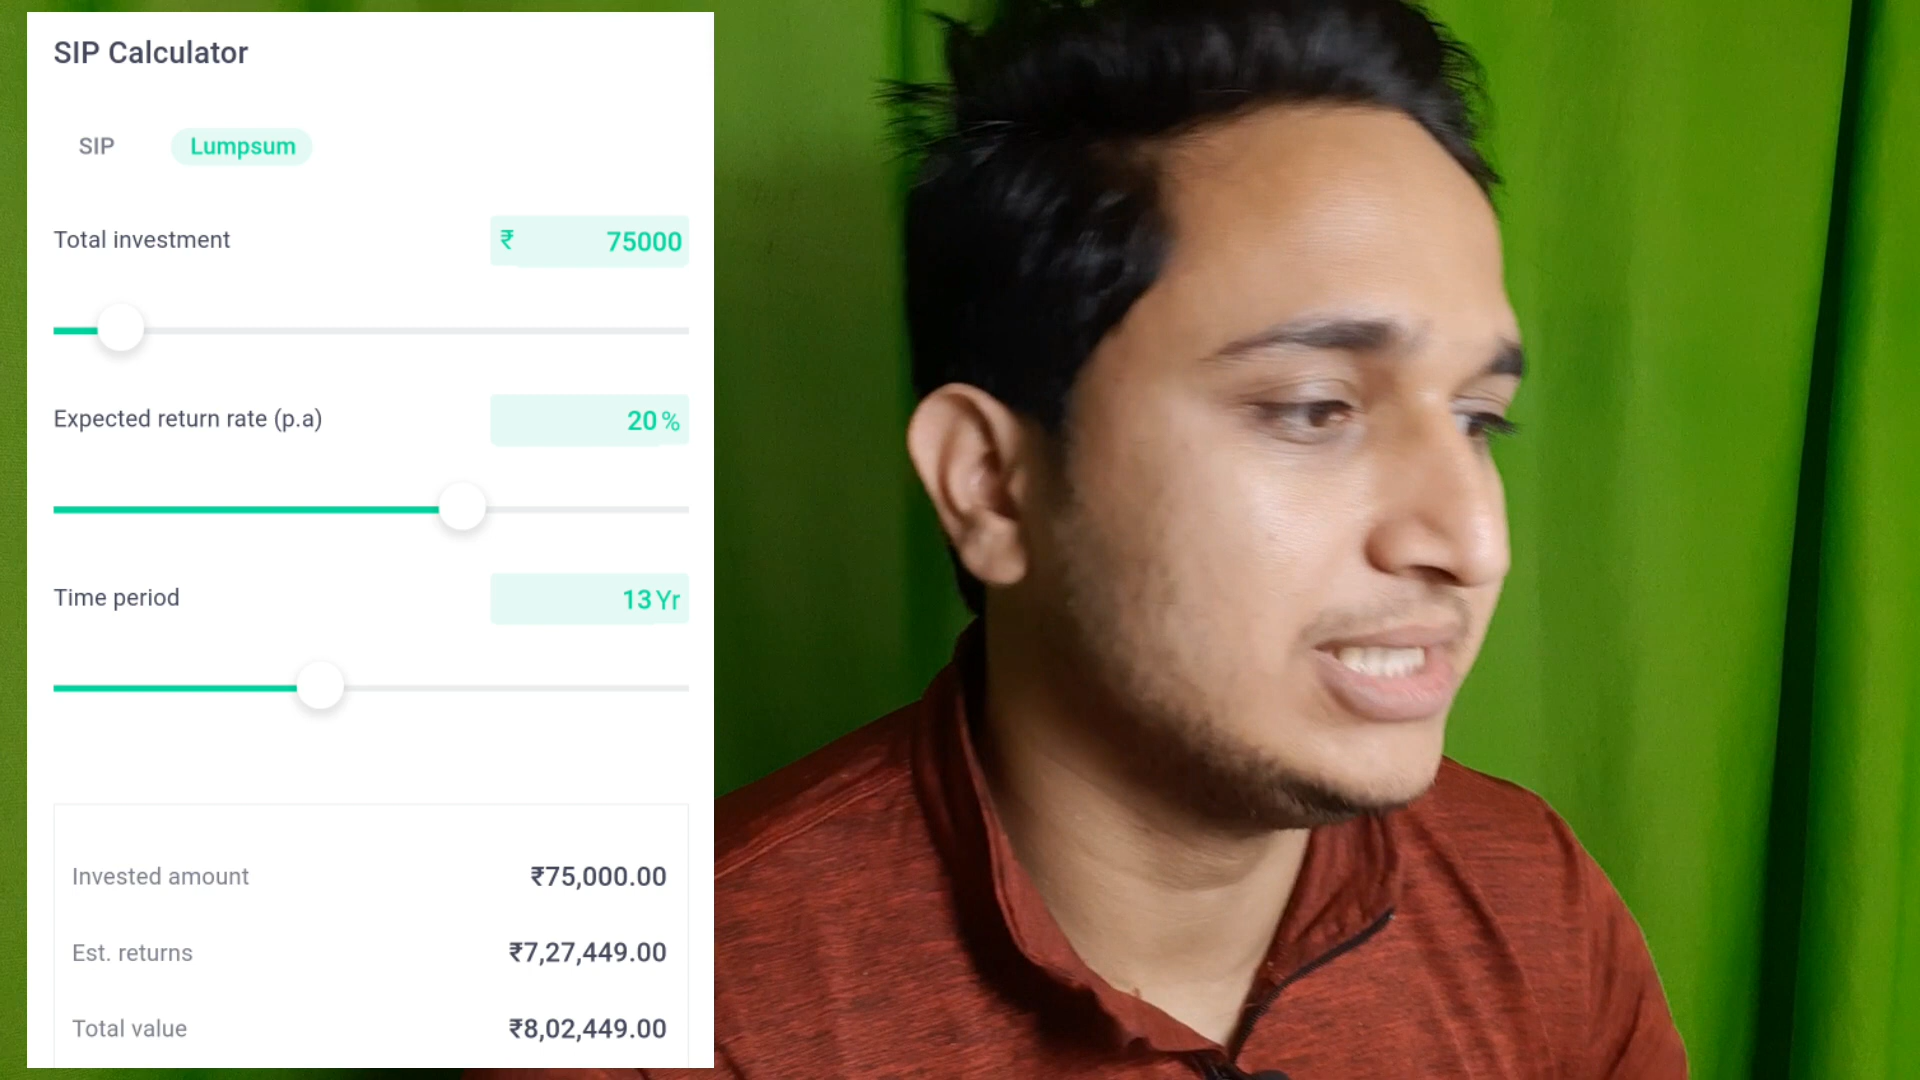 SIP Calculator
SIP Lumpsum
Total investment ₹ 75000
Expected return rate (p.a) 20 %
Time period 13 Yr
Invested amount ₹75,000.00
Est. returns ₹7,27,449.00
Total value ₹8,02,449.00